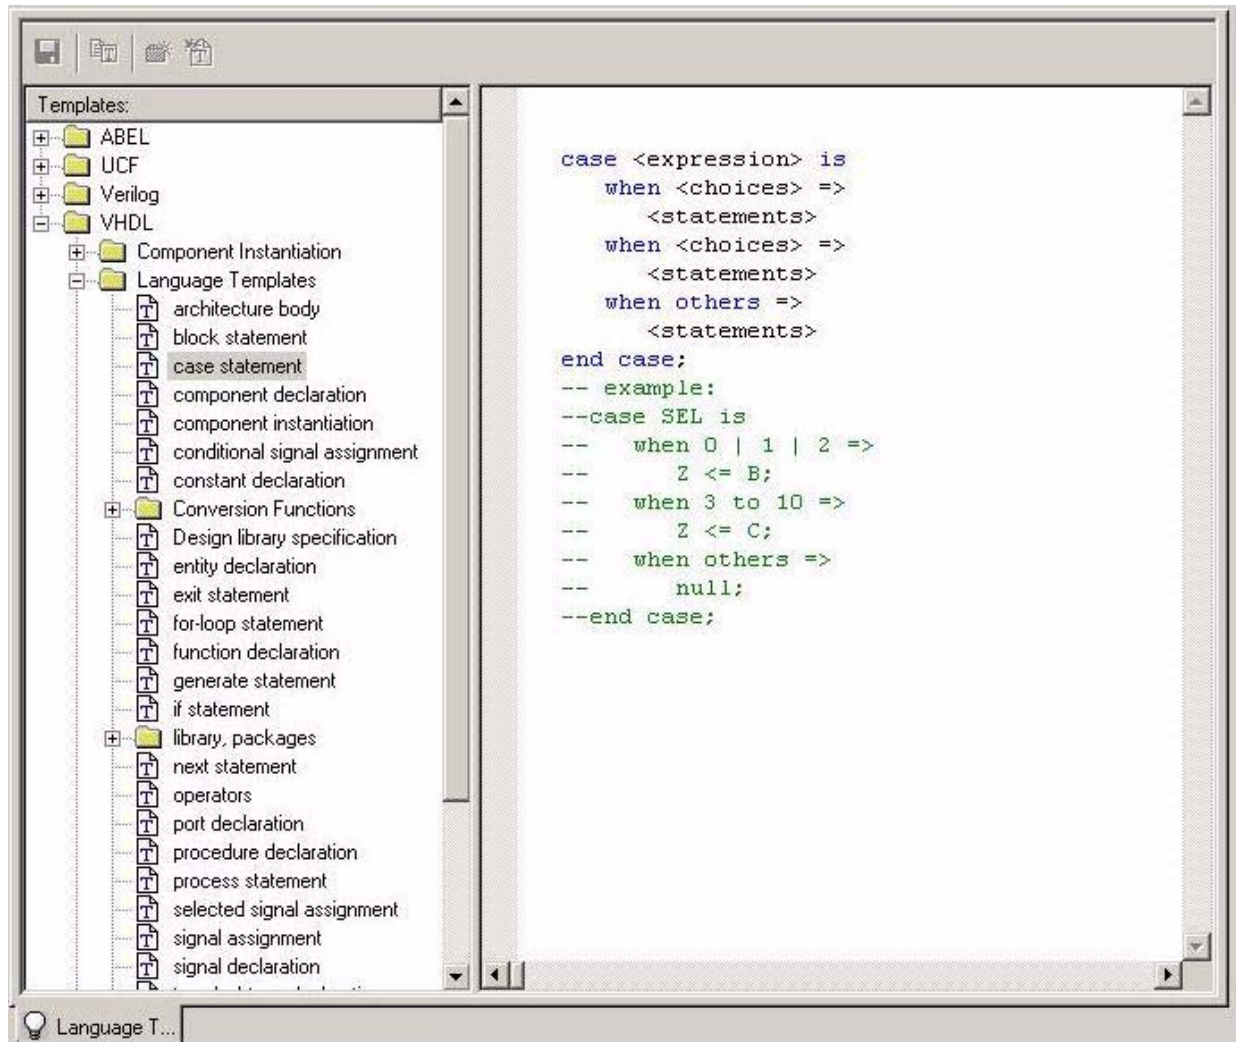 Templates:
ABEL
UCF
Verilog
VHDL
Component Instantiation
Language Templates
architecture body
block statement
case statement
component declaration
component instantiation
conditional signal assignment
constant declaration
Conversion Functions
Design library specification
entity declaration
exit statement
for-loop statement
function declaration
generate statement
if statement
library, packages
next statement
operators
port declaration
procedure declaration
process statement
selected signal assignment
signal assignment
signal declaration
case <expression> is
   when <choices> =>
      <statements>
   when <choices> =>
      <statements>
   when others =>
      <statements>
end case;
-- example:
--case SEL is
--   when 0 | 1 | 2 =>
--      Z <= B;
--   when 3 to 10 =>
--      Z <= C;
--   when others =>
--      null;
--end case;
Language T...